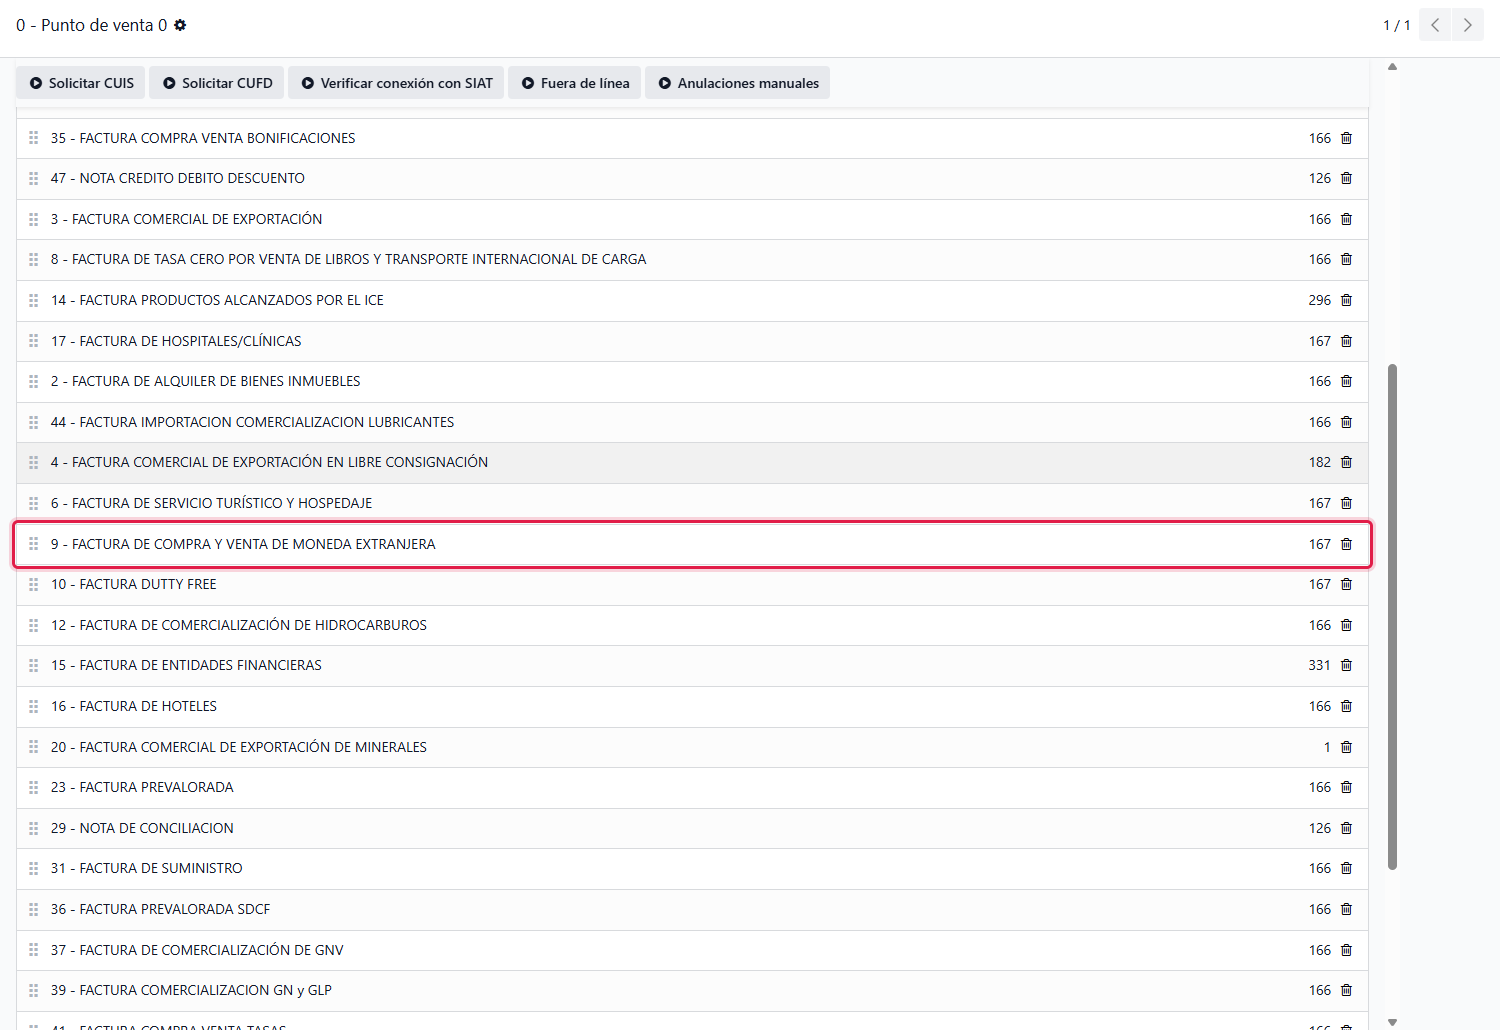 0 - Punto de venta 0
1 / 1
Solicitar CUIS Solicitar CUFD Verificar conexión con SIAT Fuera de línea Anulaciones manuales
35 - FACTURA COMPRA VENTA BONIFICACIONES 166
47 - NOTA CREDITO DEBITO DESCUENTO 126
3 - FACTURA COMERCIAL DE EXPORTACIÓN 166
8 - FACTURA DE TASA CERO POR VENTA DE LIBROS Y TRANSPORTE INTERNACIONAL DE CARGA 166
14 - FACTURA PRODUCTOS ALCANZADOS POR EL ICE 296
17 - FACTURA DE HOSPITALES/CLÍNICAS 167
2 - FACTURA DE ALQUILER DE BIENES INMUEBLES 166
44 - FACTURA IMPORTACION COMERCIALIZACION LUBRICANTES 166
4 - FACTURA COMERCIAL DE EXPORTACIÓN EN LIBRE CONSIGNACIÓN 182
6 - FACTURA DE SERVICIO TURÍSTICO Y HOSPEDAJE 167
9 - FACTURA DE COMPRA Y VENTA DE MONEDA EXTRANJERA 167
10 - FACTURA DUTTY FREE 167
12 - FACTURA DE COMERCIALIZACIÓN DE HIDROCARBUROS 166
15 - FACTURA DE ENTIDADES FINANCIERAS 331
16 - FACTURA DE HOTELES 166
20 - FACTURA COMERCIAL DE EXPORTACIÓN DE MINERALES 1
23 - FACTURA PREVALORADA 166
29 - NOTA DE CONCILIACION 126
31 - FACTURA DE SUMINISTRO 166
36 - FACTURA PREVALORADA SDCF 166
37 - FACTURA DE COMERCIALIZACIÓN DE GNV 166
39 - FACTURA COMERCIALIZACION GN y GLP 166
41 - FACTURA COMPRA VENTA TASAS 166